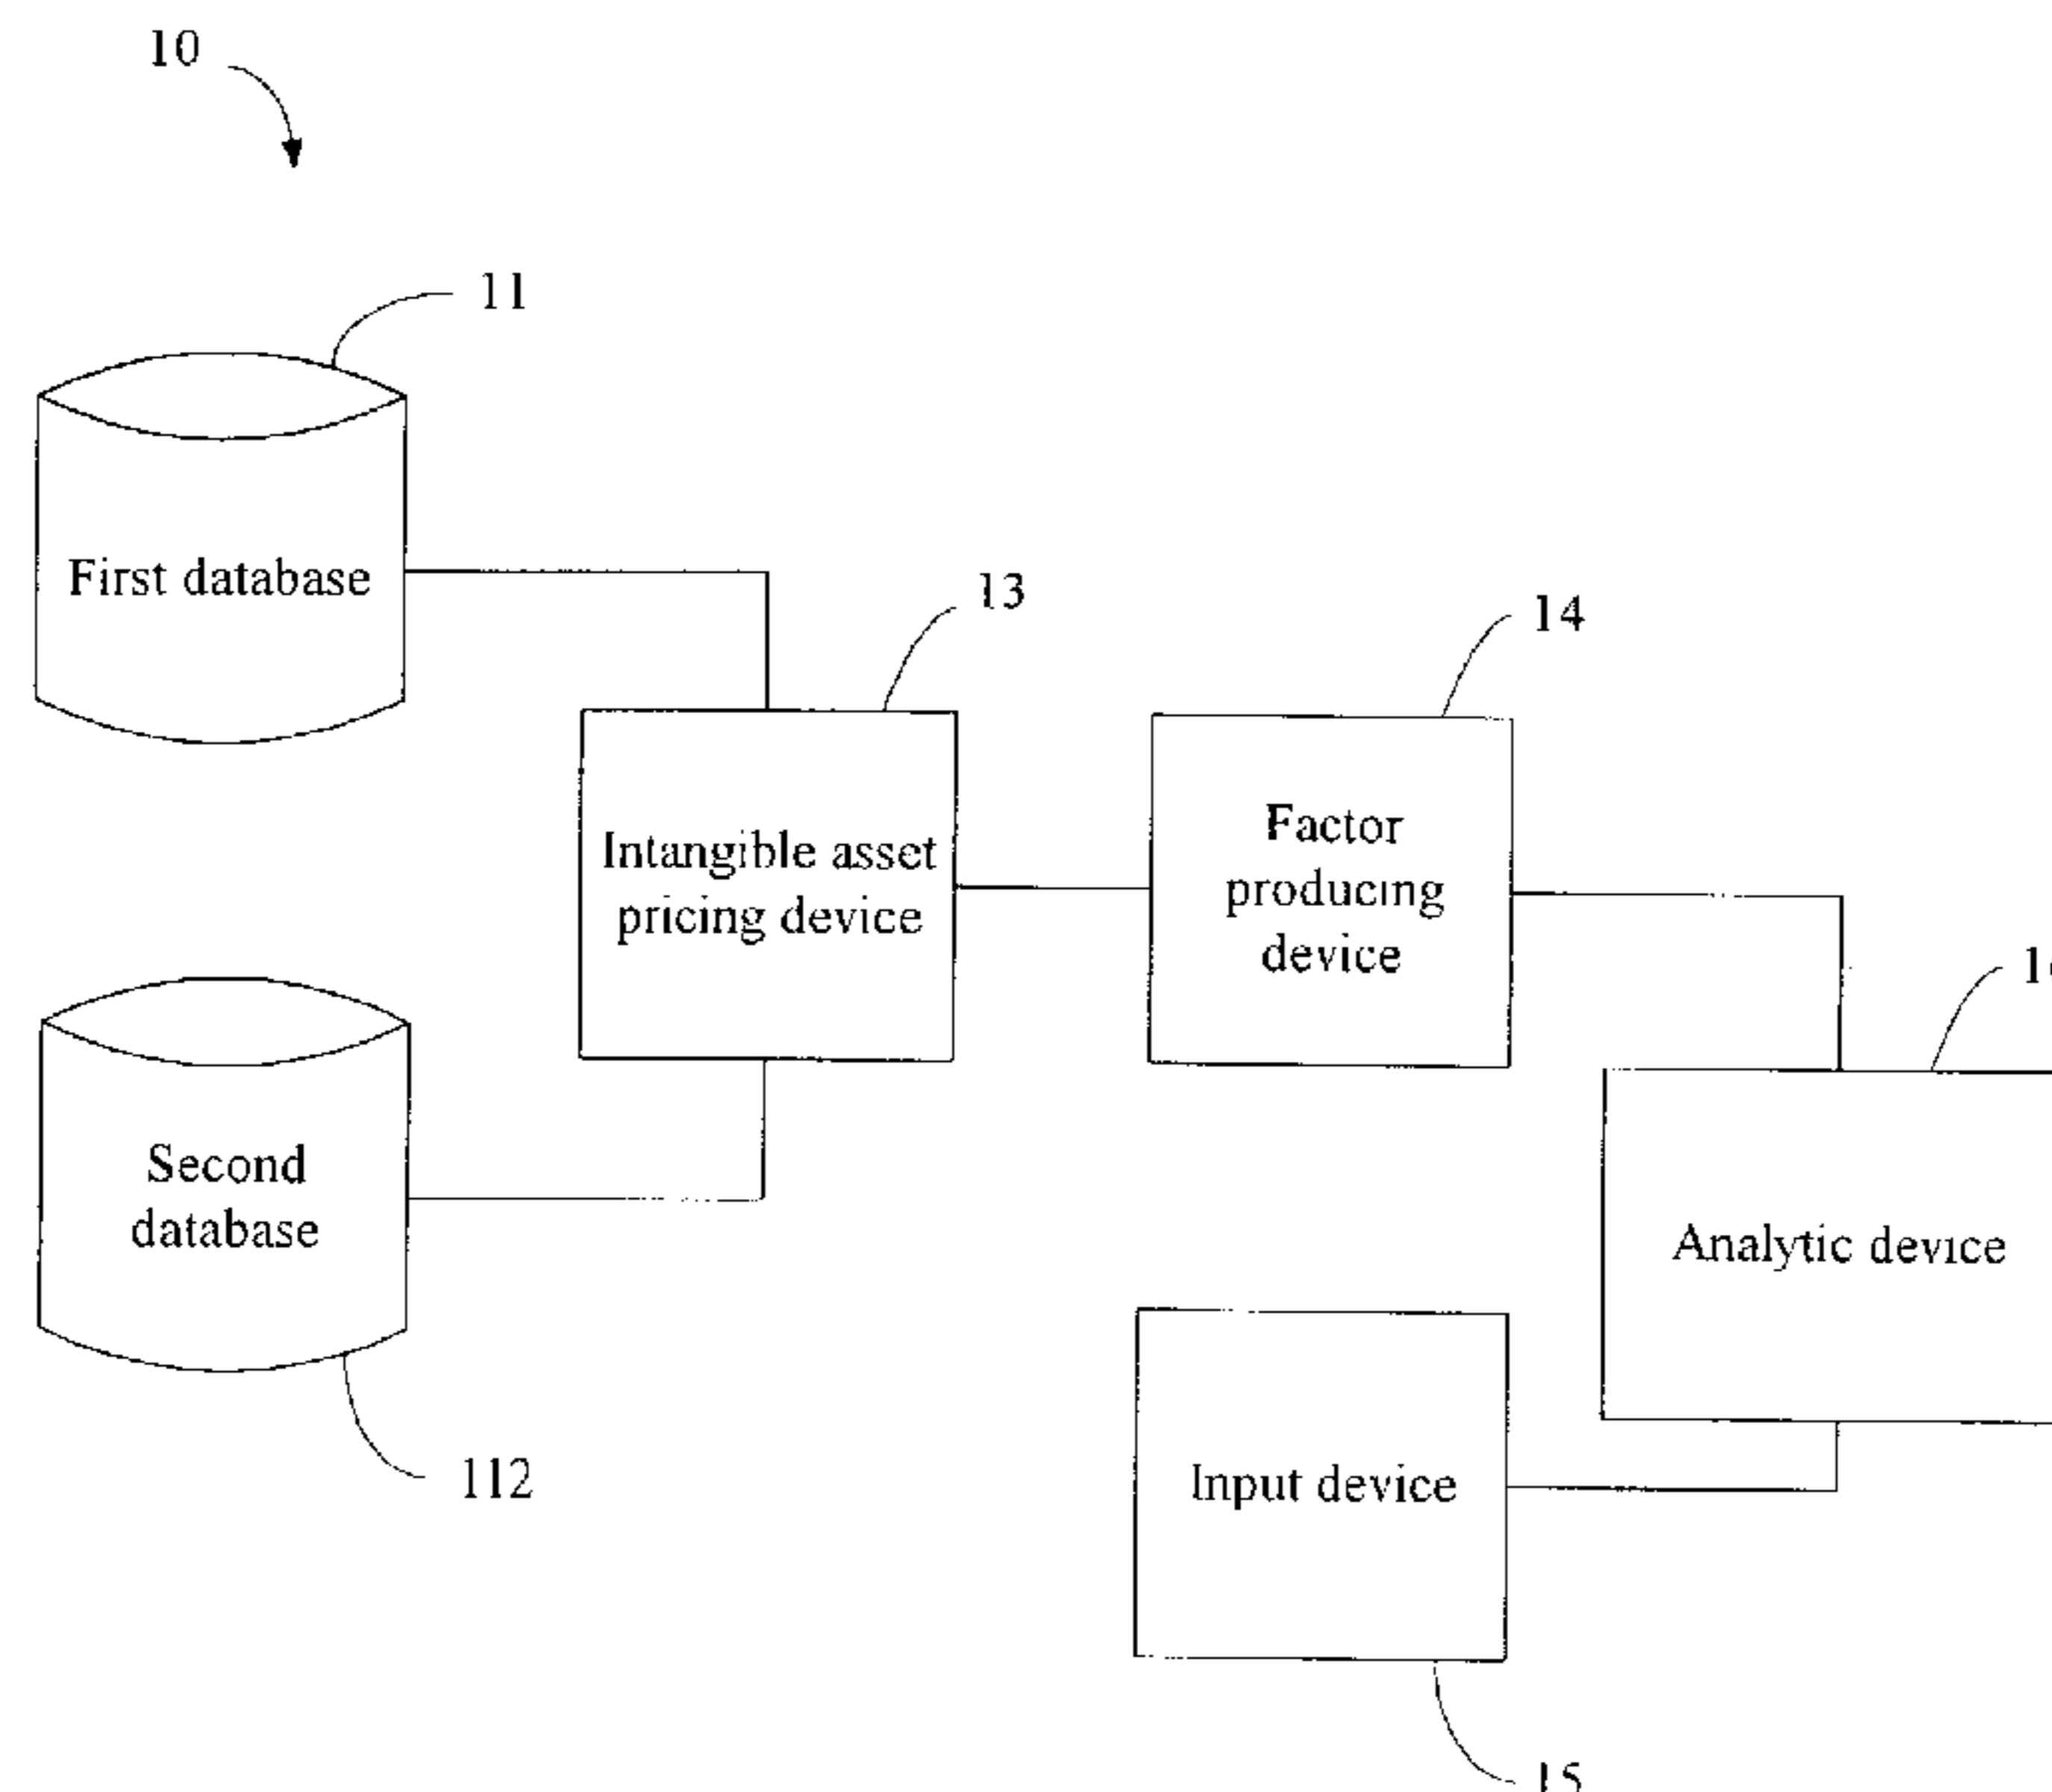 10
11
First database
13
14
Intangible asset
pricing device
Factor
producing
device
Second
database
Analytic device
112
Input device
15